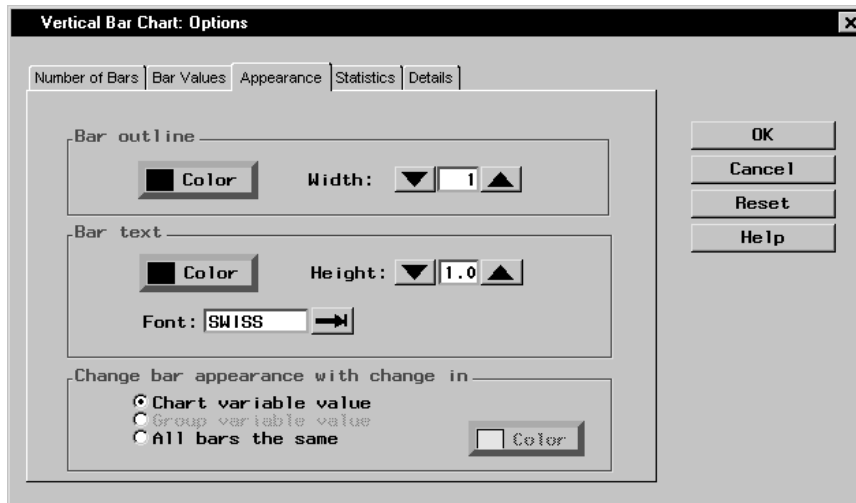 Vertical Bar Chart: Options
Number of Bars Bar Values Appearance Statistics Details
Bar outline
Color Width: 1
Bar text
Color Height: 1.0
Font: SWISS
Change bar appearance with change in
Chart variable value
Group variable value
All bars the same
Color
OK
Cancel
Reset
Help